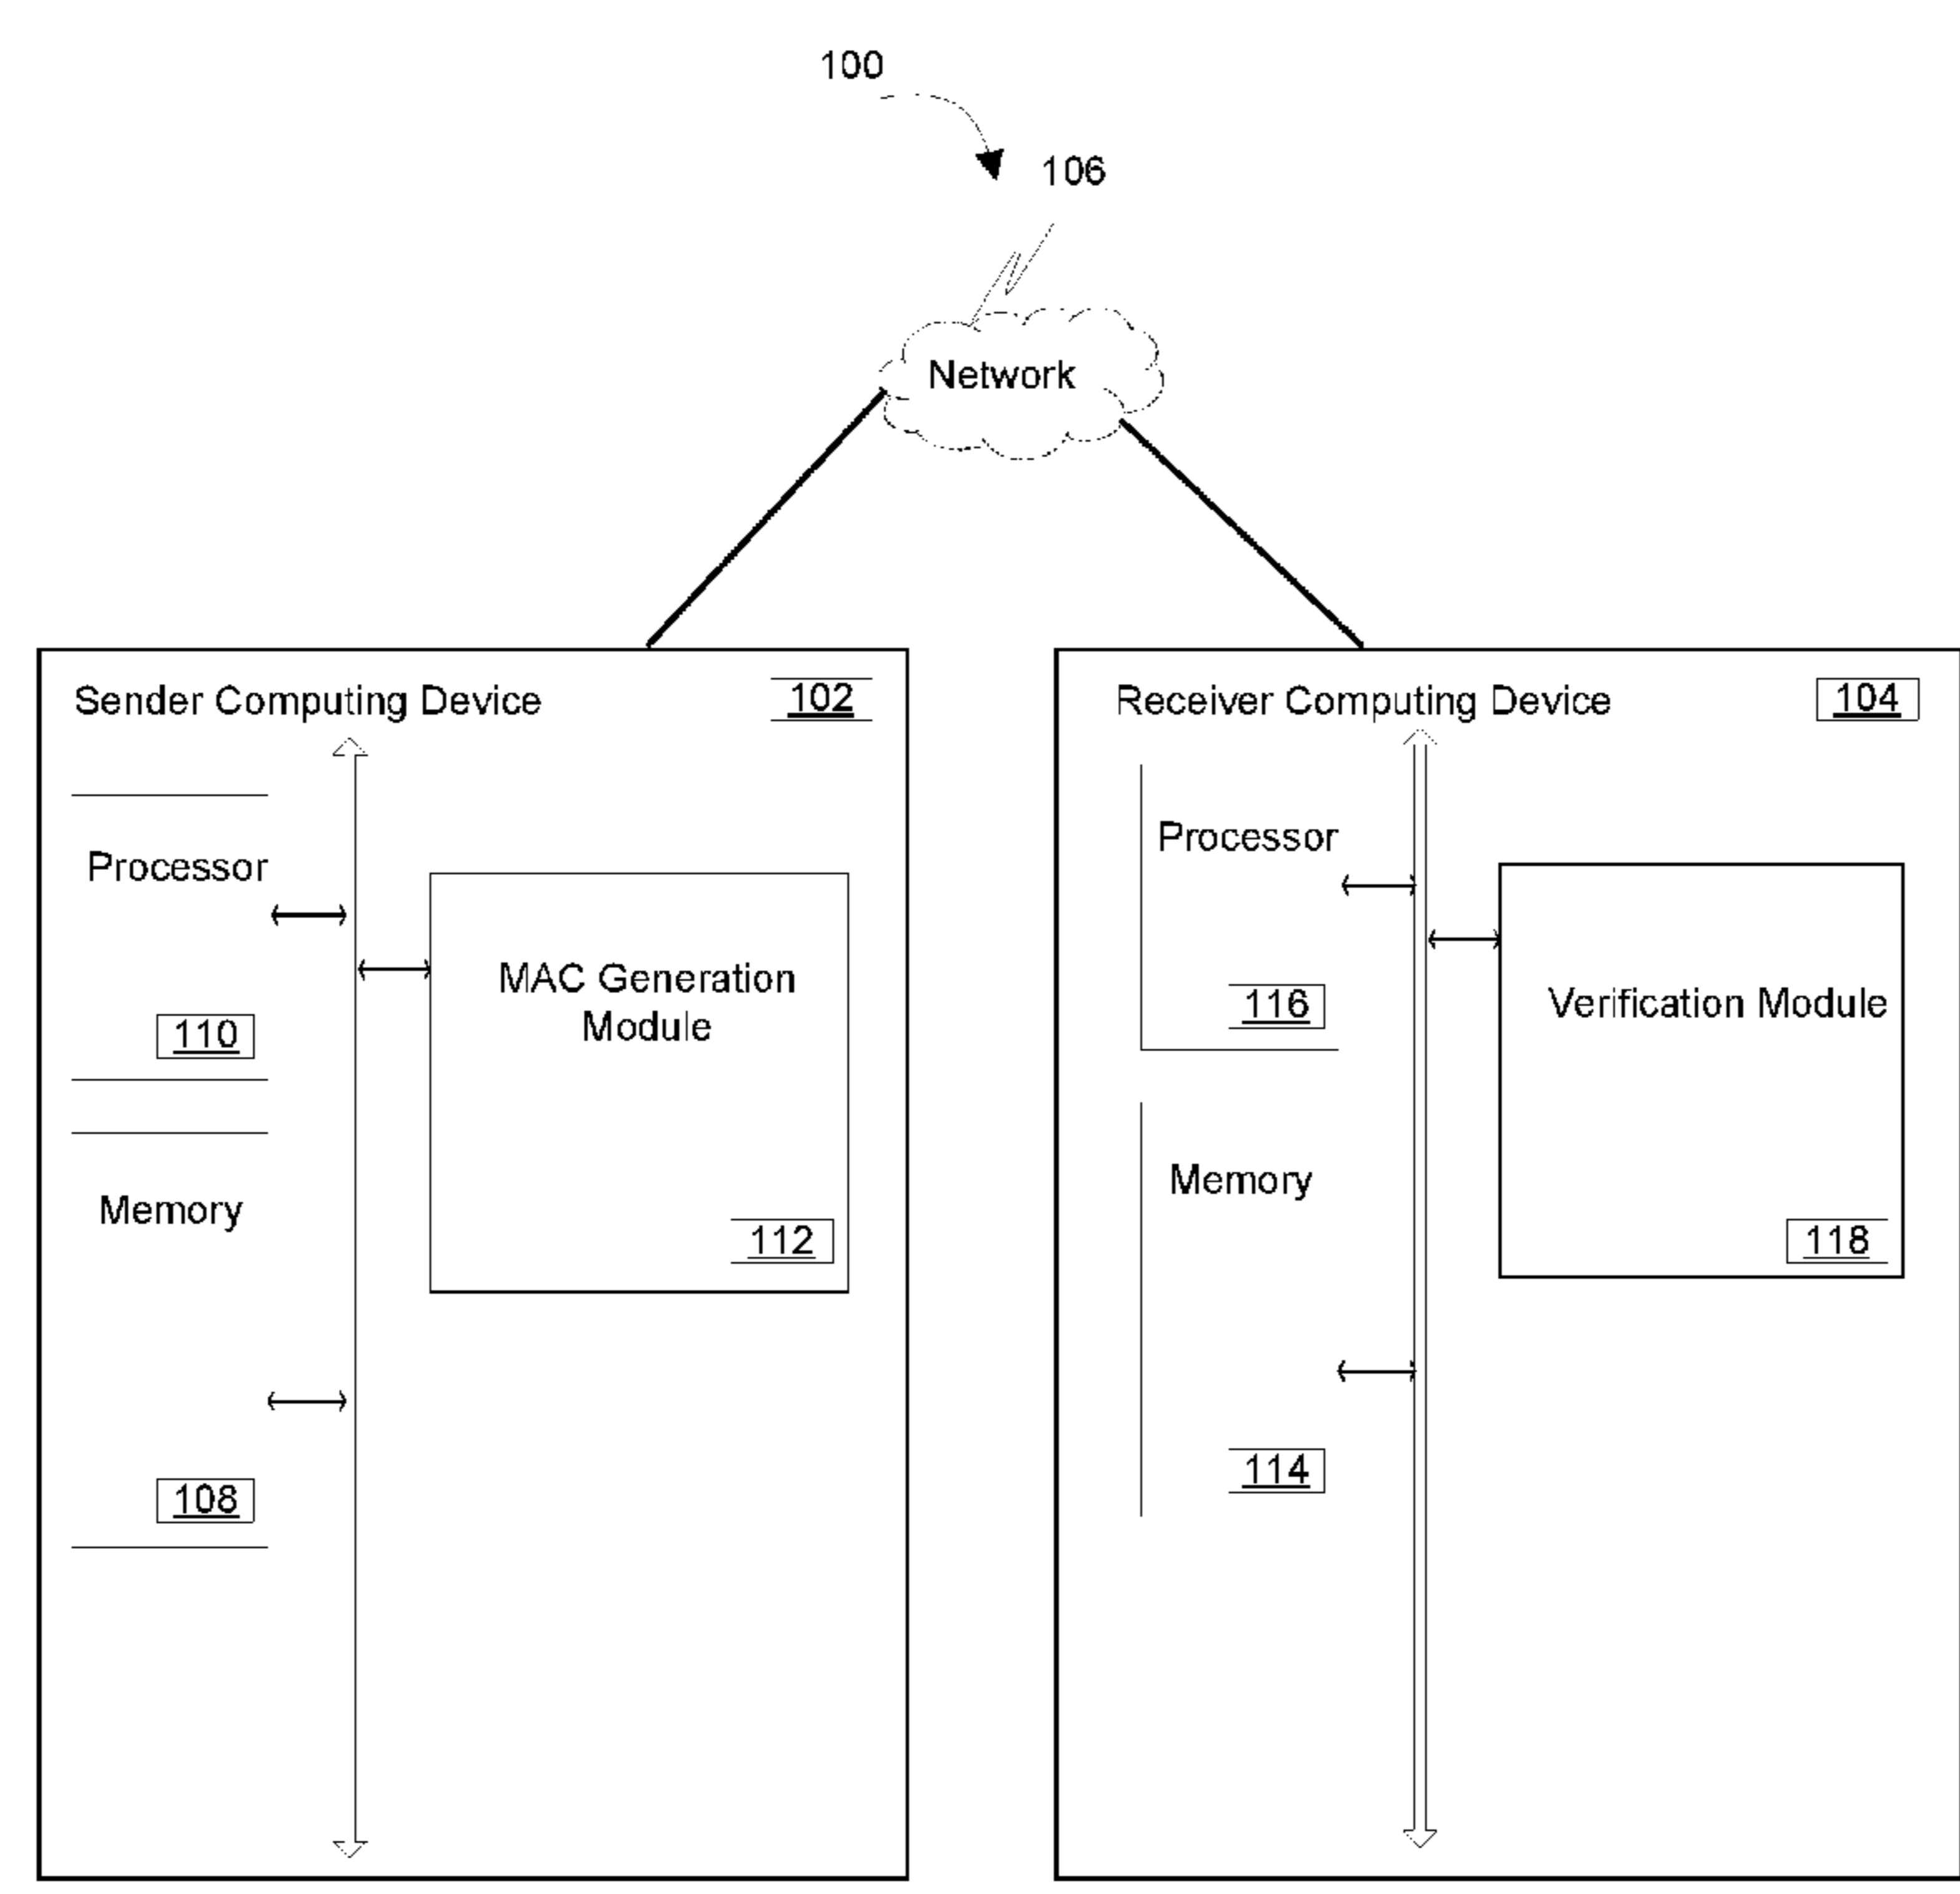 100
106
Network
Sender Computing Device 102
Processor
110
MAC Generation
Module
112
Memory
108
Receiver Computing Device 104
Processor
116
Verification Module
118
Memory
114